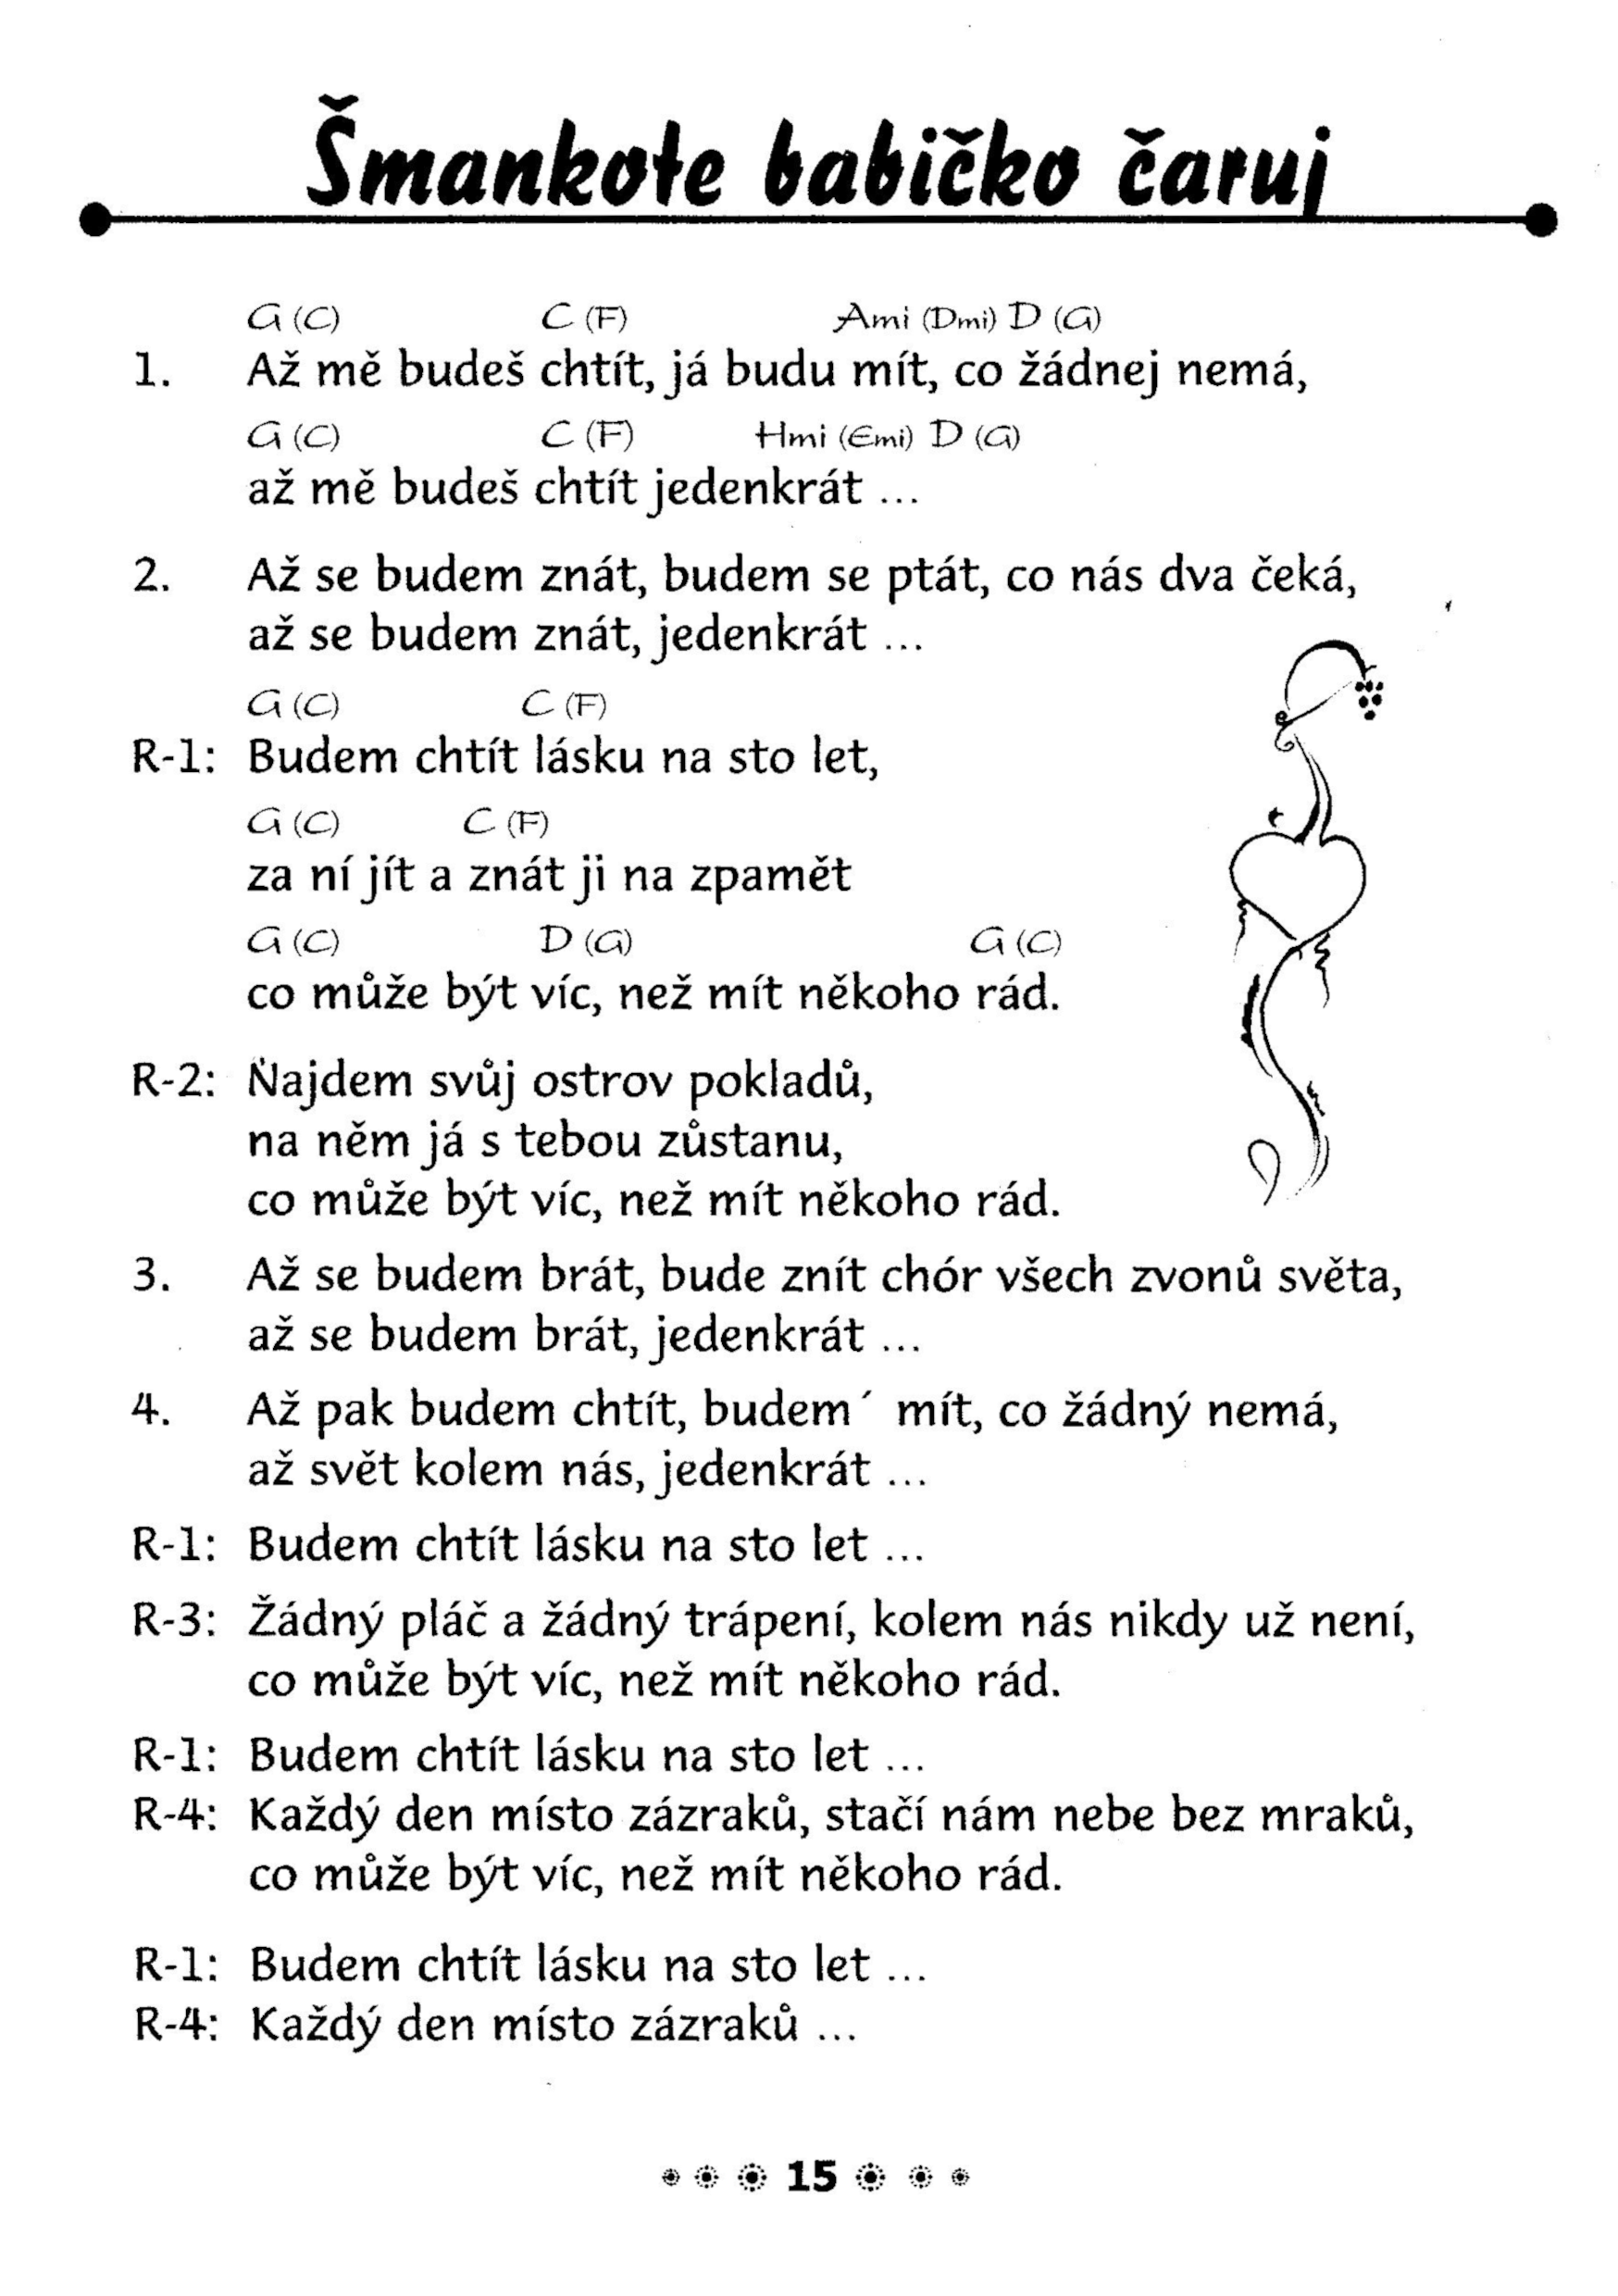 Šmankote babičko čaruj
G (C) C (F) Ami (Dmi) D (G)
1. Až mě budeš chtít, já budu mít, co žádnej nemá,
G (C) C (F) Hmi (Emi) D (G)
až mě budeš chtít jedenkrát ...
2. Až se budem znát, budem se ptát, co nás dva čeká,
až se budem znát, jedenkrát ...
G (C) C (F)
R-1: Budem chtít lásku na sto let,
G (C) C (F)
za ní jít a znát ji na zpamět
G (C) D (G) G (C)
co může být víc, než mít někoho rád.
R-2: Najdem svůj ostrov pokladů,
na něm já s tebou zůstanu,
co může být víc, než mít někoho rád.
3. Až se budem brát, bude znít chór všech zvonů světa,
až se budem brát, jedenkrát ...
4. Až pak budem chtít, budem´ mít, co žádný nemá,
až svět kolem nás, jedenkrát ...
R-1: Budem chtít lásku na sto let ...
R-3: Žádný pláč a žádný trápení, kolem nás nikdy už není,
co může být víc, než mít někoho rád.
R-1: Budem chtít lásku na sto let ...
R-4: Každý den místo zázraků, stačí nám nebe bez mraků,
co může být víc, než mít někoho rád.
R-1: Budem chtít lásku na sto let ...
R-4: Každý den místo zázraků ...
15